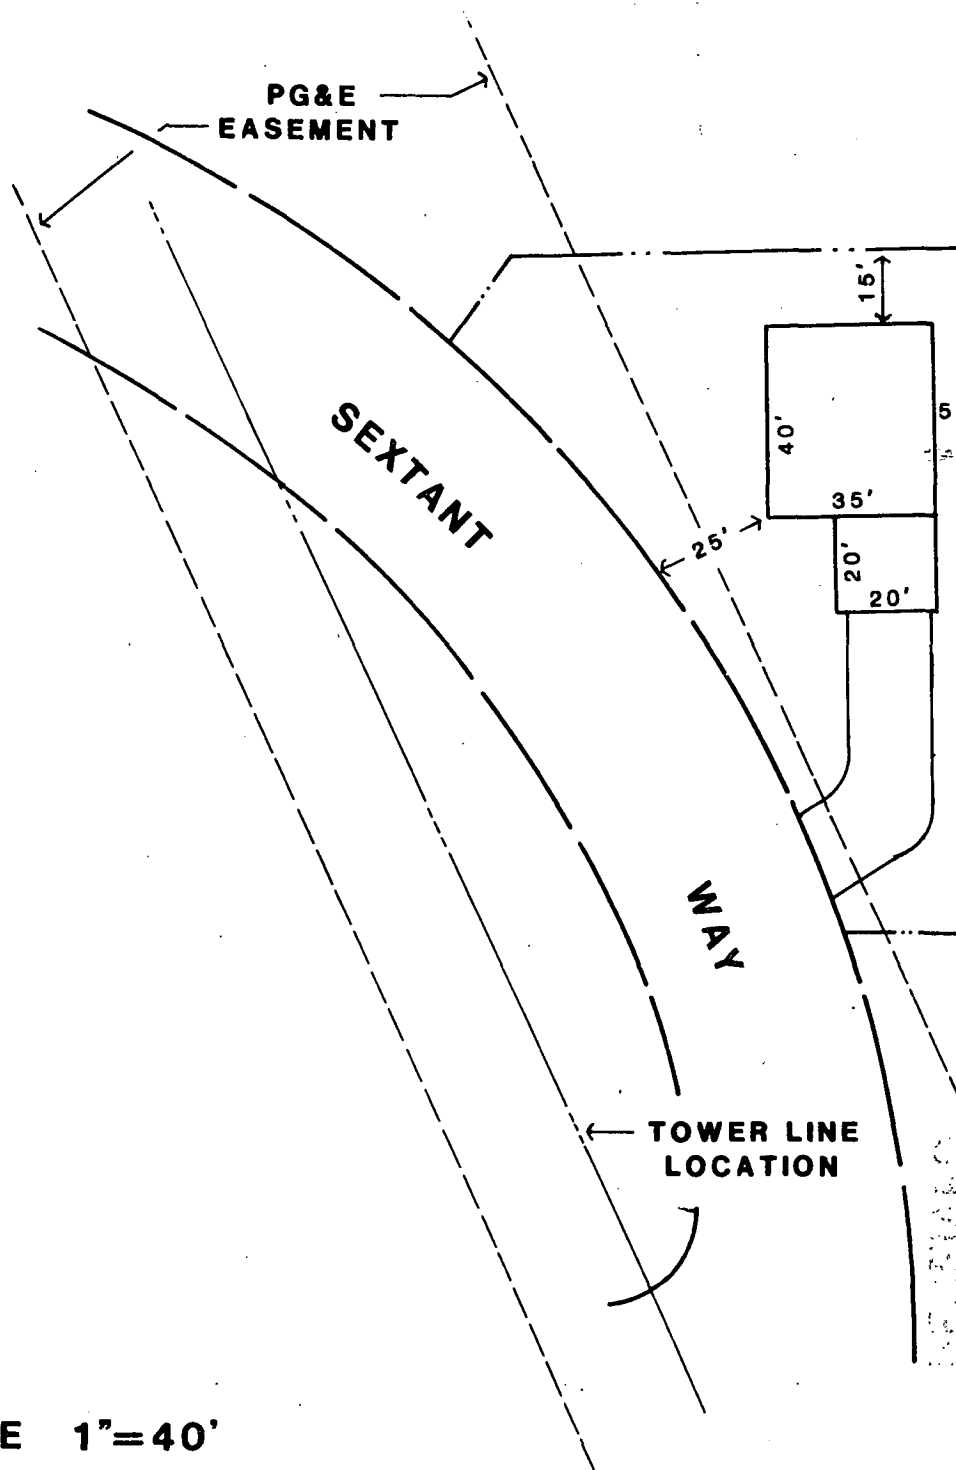 PG&E
EASEMENT
15'
40'
5
35'
SEXTANT
25'
20'
20'
WAY
TOWER LINE
LOCATION
E 1"=40'